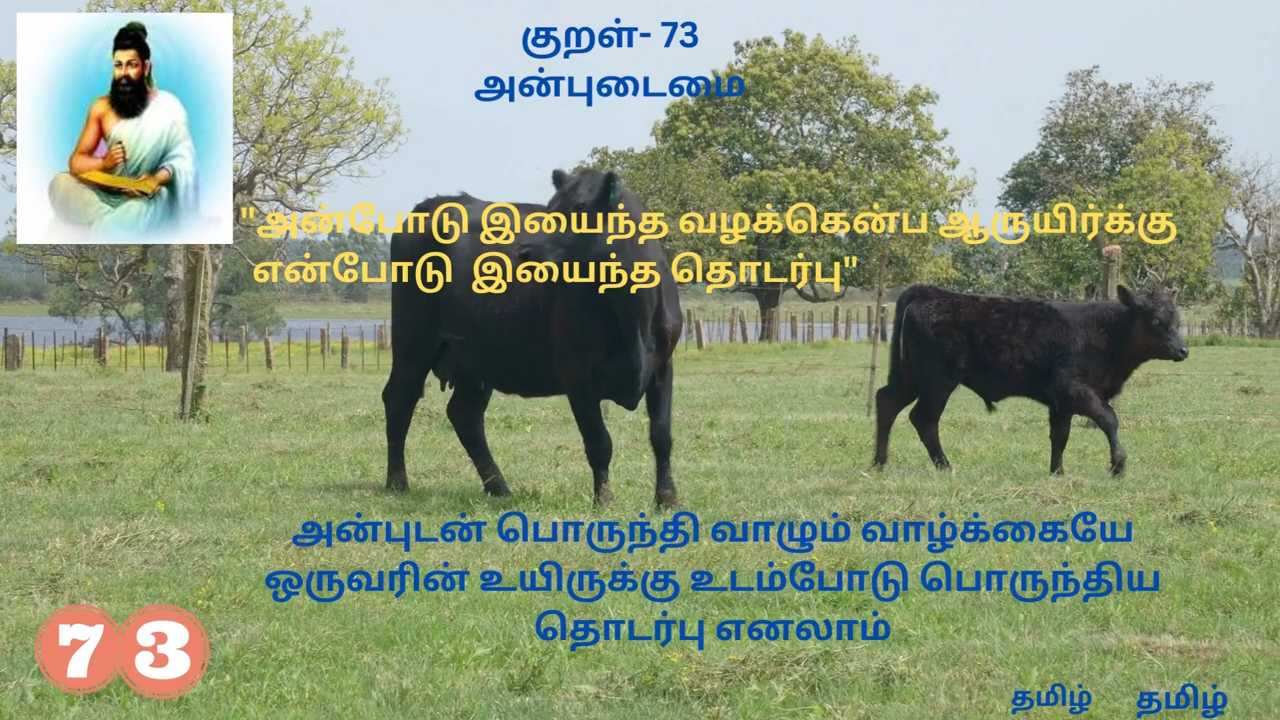 குறள்- 73
அன்புடைமை
"அன்போடு இயைந்த வழக்கென்ப ஆருயிர்க்கு
என்போடு  இயைந்த தொடர்பு"
அன்புடன் பொருந்தி வாழும் வாழ்க்கையே
ஒருவரின் உயிருக்கு உடம்போடு பொருந்திய
தொடர்பு எனலாம்
73
தமிழ் தமிழ்